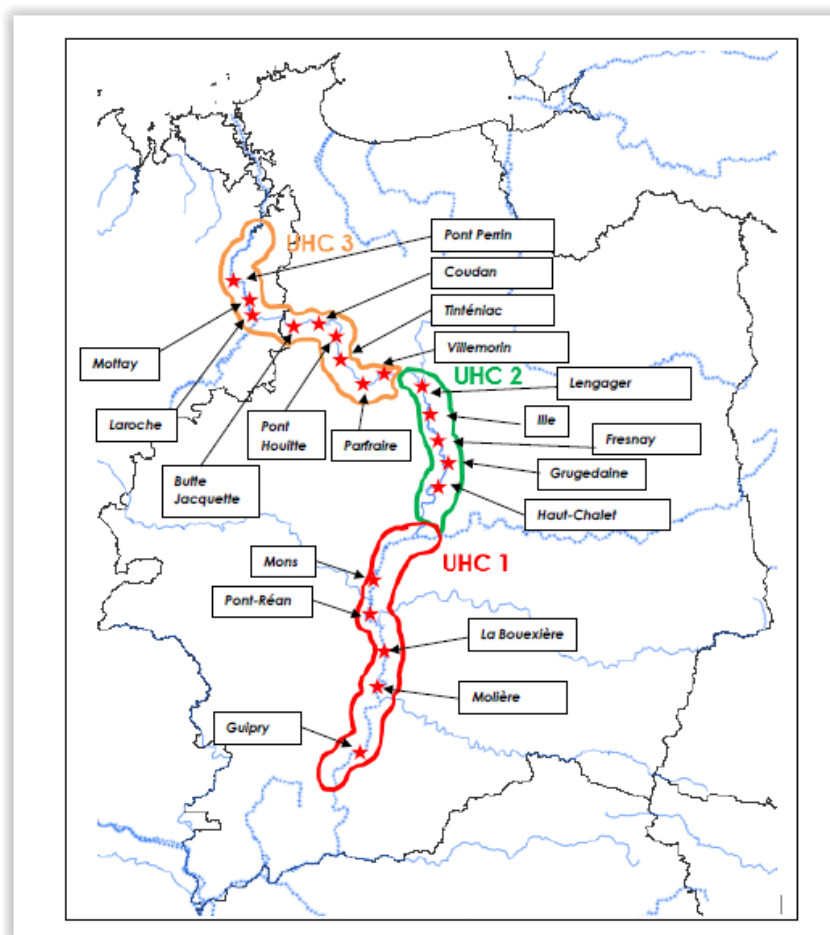 Pont Perrin
UHC 3
Coudan
Tinténiac
Villemorin
Mottay
UHC 2
Lengager
Laroche
Pont
Houitte
Parfraire
Ille
Fresnay
Butte
Jacquette
Grugedaine
Haut-Chalet
Mons
UHC 1
Pont-Réan
La Bouexière
Molière
Guipry